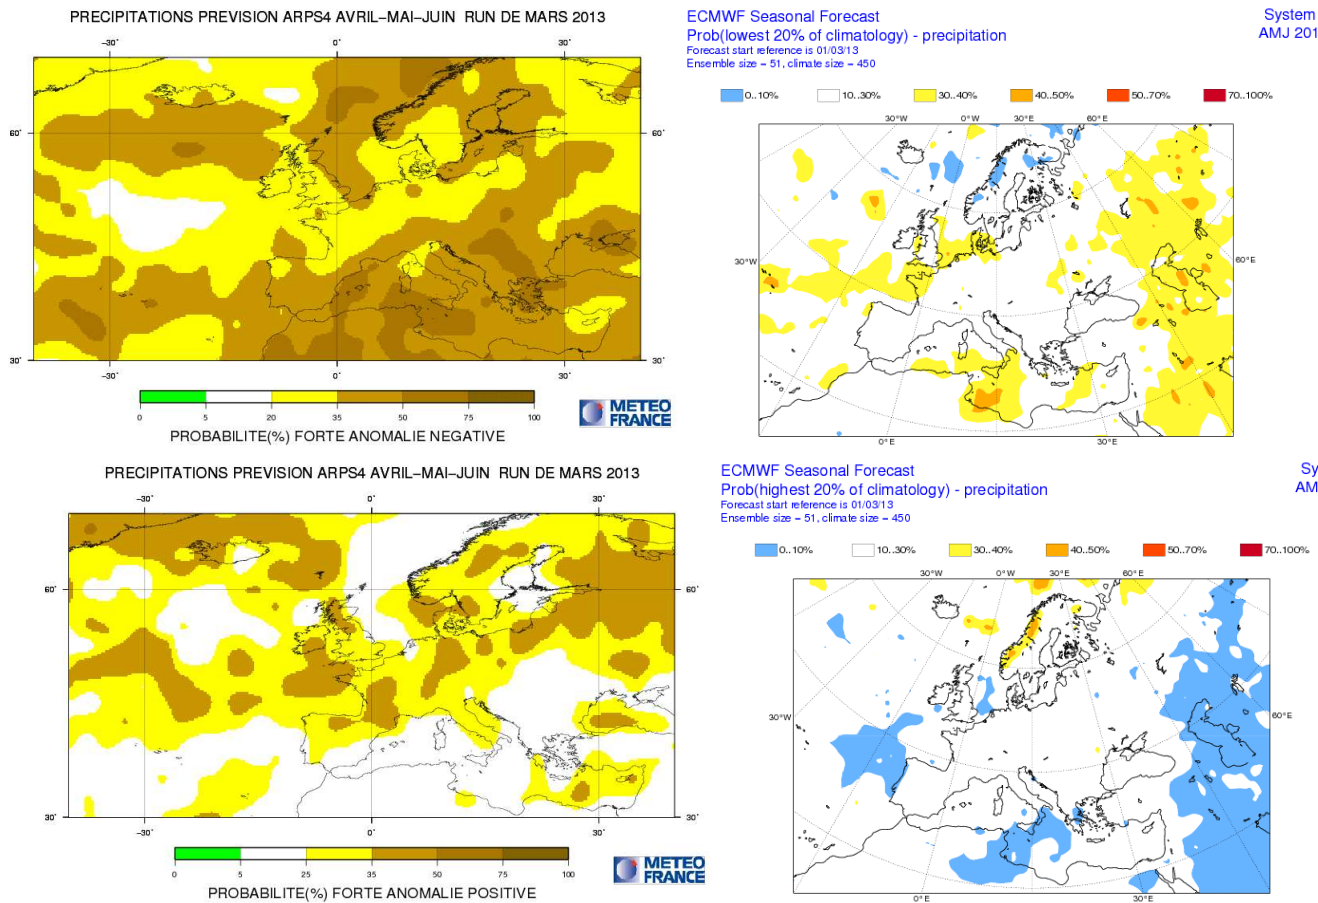 PRECIPITATIONS PREVISION ARPS4 AVRIL-MAI-JUIN RUN DE MARS 2013
-30° 0° 30°
60° 60°
30° 30°
-30° 0° 30°
0 5 20 35 50 75 100
PROBABILITE(%) FORTE ANOMALIE NEGATIVE
METEO
FRANCE
ECMWF Seasonal Forecast
System
Prob(lowest 20% of climatology) - precipitation
AMJ 201
Forecast start reference is 01/03/13
Ensemble size = 51, climate size = 450
0..10% 10..30% 30..40% 40..50% 50..70% 70..100%
30°W 0°W 30°E 60°E
30°W 60°E
0°E 30°E
PRECIPITATIONS PREVISION ARPS4 AVRIL-MAI-JUIN RUN DE MARS 2013
-30° 0° 30°
60° 60°
30° 30°
-30° 0° 30°
0 5 25 35 50 75 100
PROBABILITE(%) FORTE ANOMALIE POSITIVE
METEO
FRANCE
ECMWF Seasonal Forecast
Sy
Prob(highest 20% of climatology) - precipitation
AM
Forecast start reference is 01/03/13
Ensemble size = 51, climate size = 450
0..10% 10..30% 30..40% 40..50% 50..70% 70..100%
30°W 0°W 30°E 60°E
30°W 60°E
0°E 30°E